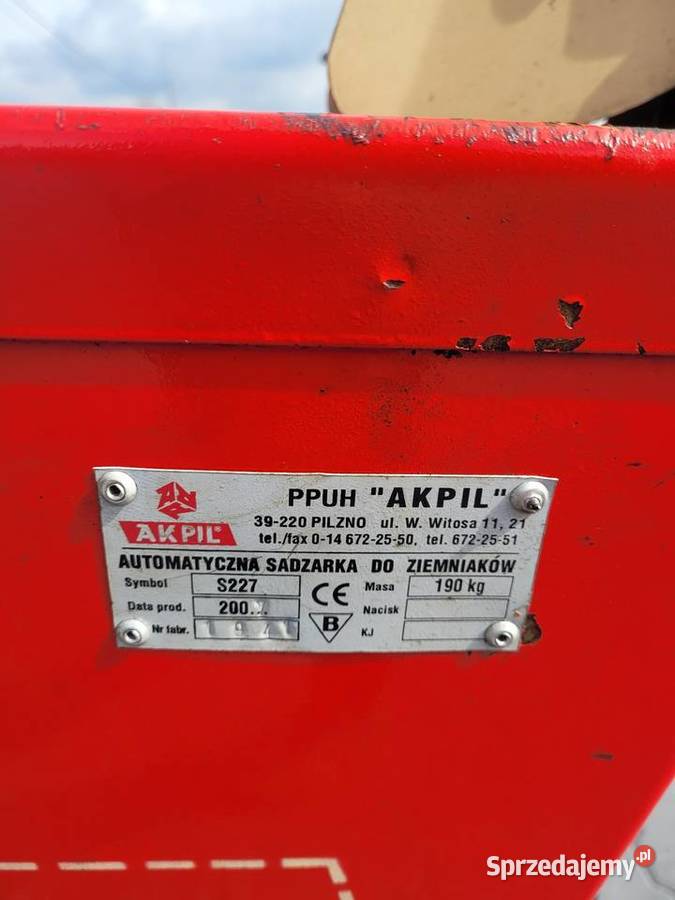 PPUH "AKPIL"
AKPIL®
39-220 PILZNO ul. W. Witosa 11, 21
tel./fax 0-14 672-25-50, tel. 672-25-51
AUTOMATYCZNA SADZARKA DO ZIEMNIAKÓW
Symbol S227 Masa 190 kg
Data prod. 200... CE Nacisk
Nr fabr. B KJ
Sprzedajemy.pl